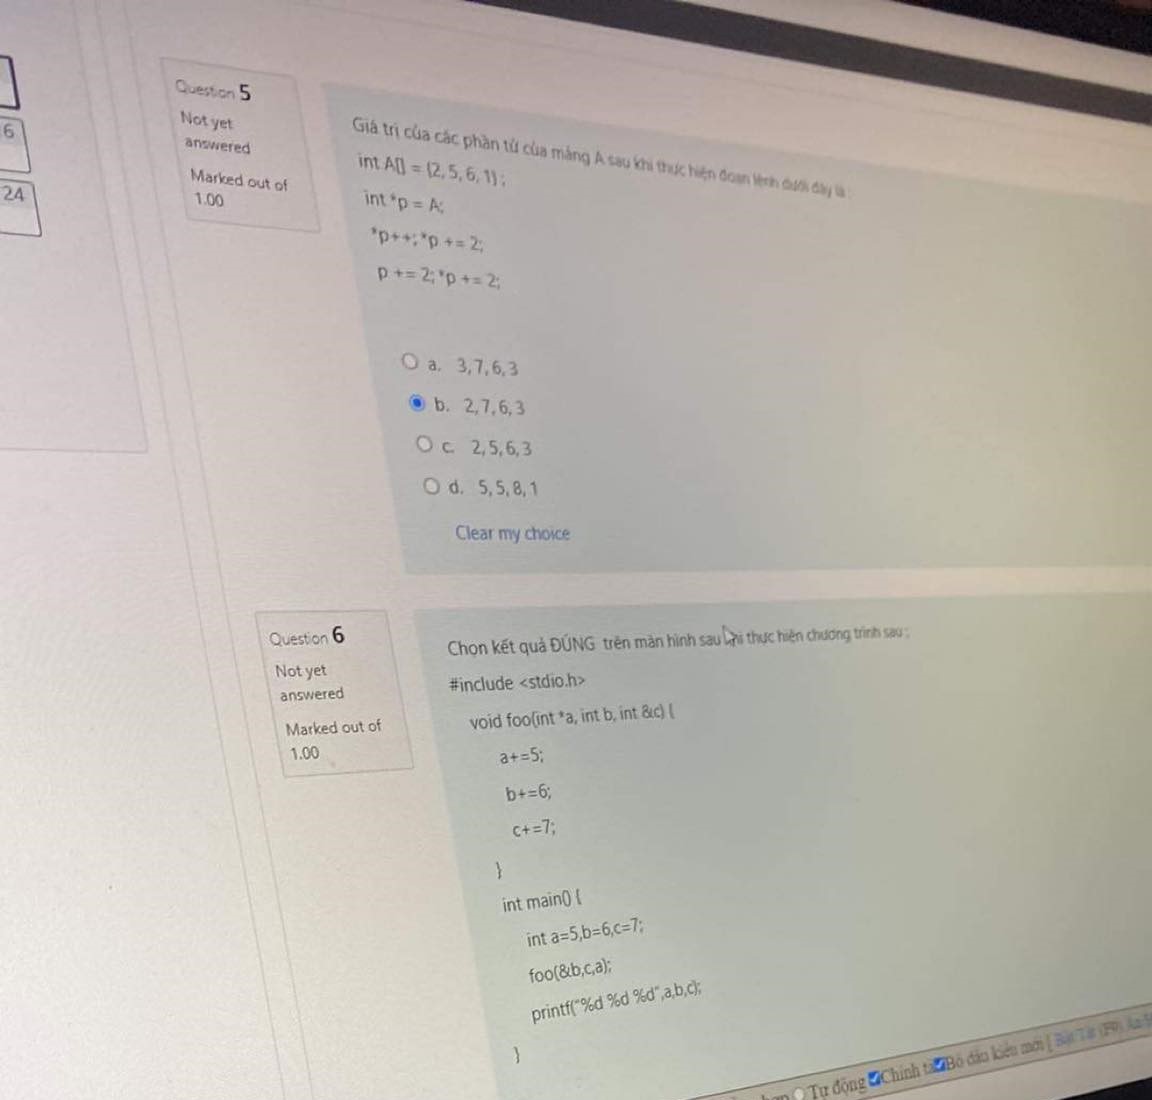 6
24
Question 5
Not yet
answered
Marked out of
1.00
Giá trị của các phần tử của mảng A sau khi thực hiện đoạn lệnh dưới đây là :
int A[] = {2, 5, 6, 1} ;
int *p = A;
*p++;*p += 2;
p += 2;*p += 2;
a. 3,7,6,3
b. 2,7,6,3
c. 2,5,6,3
d. 5,5,8,1
Clear my choice
Question 6
Not yet
answered
Marked out of
1.00
Chọn kết quả ĐÚNG trên màn hình sau khi thực hiện chương trình sau :
#include <stdio.h>
void foo(int *a, int b, int &c) {
a+=5;
b+=6;
c+=7;
}
int main() {
int a=5,b=6,c=7;
foo(&b,c,a);
printf("%d %d %d",a,b,c);
}
Tự động Chính tả Bỏ dấu kiểu mới [ Bật/Tắt (F9)